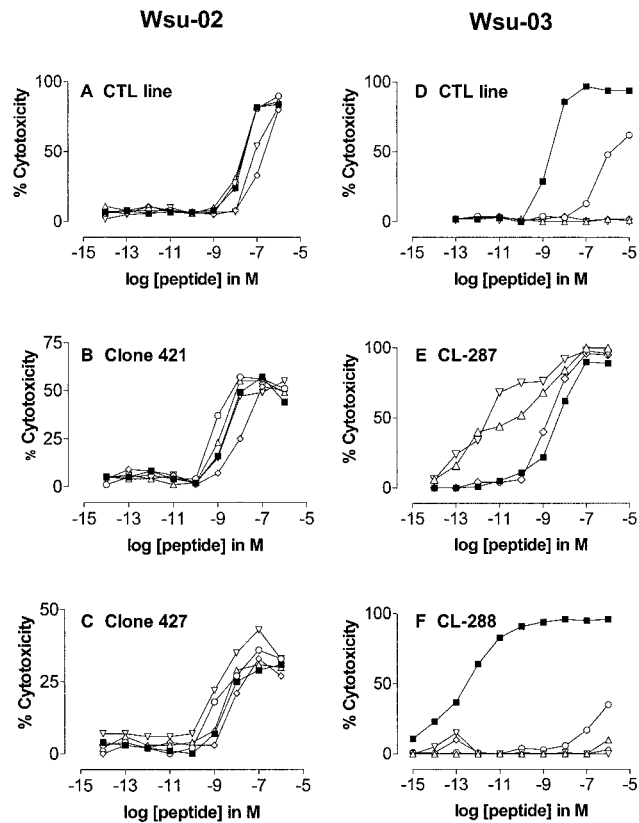 Wsu-02
Wsu-03
A CTL line
% Cytotoxicity
100
50
0
-15 -13 -11 -9 -7 -5
log [peptide] in M
D CTL line
% Cytotoxicity
100
50
0
-15 -13 -11 -9 -7 -5
log [peptide] in M
B Clone 421
% Cytotoxicity
75
50
25
0
-15 -13 -11 -9 -7 -5
log [peptide] in M
E CL-287
% Cytotoxicity
100
50
0
-15 -13 -11 -9 -7 -5
log [peptide] in M
C Clone 427
% Cytotoxicity
50
25
0
-15 -13 -11 -9 -7 -5
log [peptide] in M
F CL-288
% Cytotoxicity
100
50
0
-15 -13 -11 -9 -7 -5
log [peptide] in M